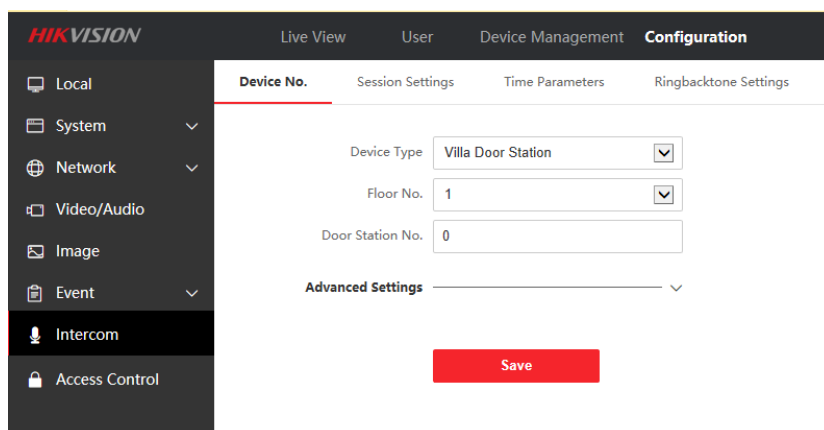 HIKVISION Live View User Device Management Configuration
Local
System
Network
Video/Audio
Image
Event
Intercom
Access Control
Device No. Session Settings Time Parameters Ringbacktone Settings
Device Type Villa Door Station
Floor No. 1
Door Station No. 0
Advanced Settings
Save